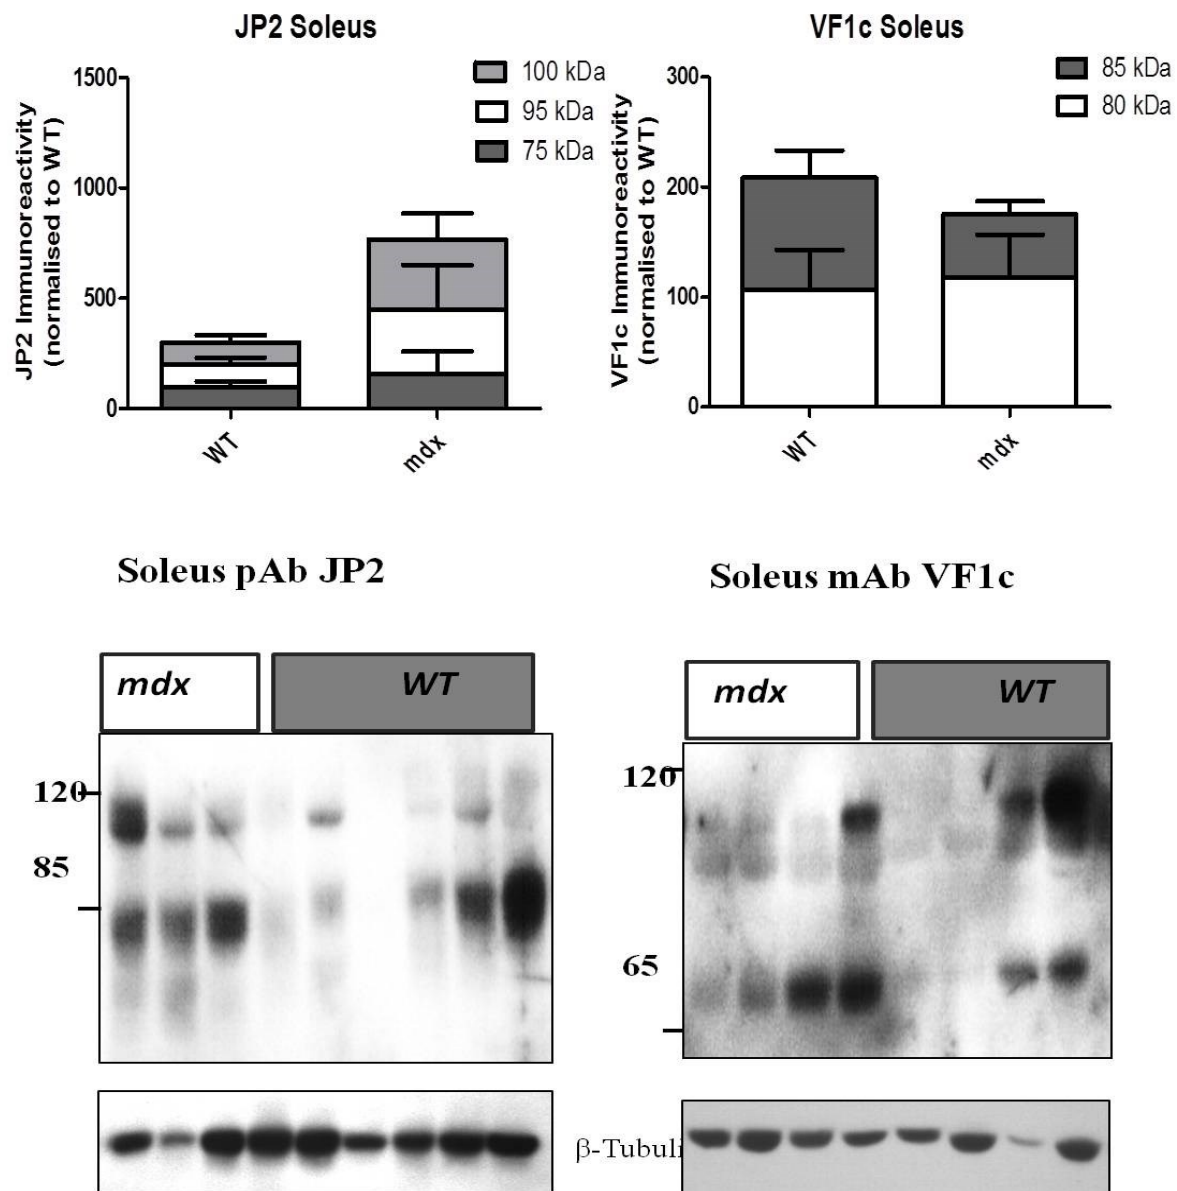 JP2 Soleus
JP2 Immunoreactivity
(normalised to WT)
1500
1000
500
0
100 kDa
95 kDa
75 kDa
WT
mdx
VF1c Soleus
VF1c Immunoreactivity
(normalised to WT)
300
200
100
0
85 kDa
80 kDa
WT
mdx
Soleus pAb JP2
mdx
WT
120
85
Soleus mAb VF1c
mdx
WT
120
65
β-Tubuli